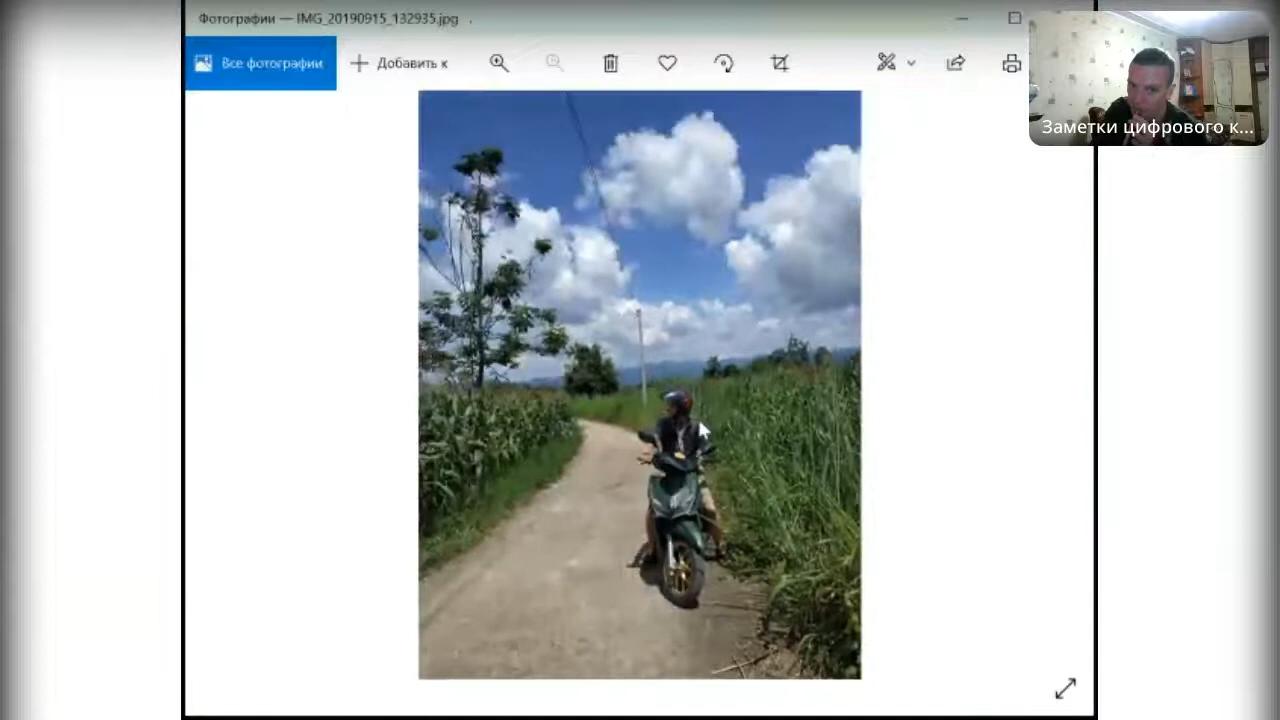 Фотографии — IMG_20190915_132935.jpg
Все фотографии
Добавить к
Заметки цифрового к...